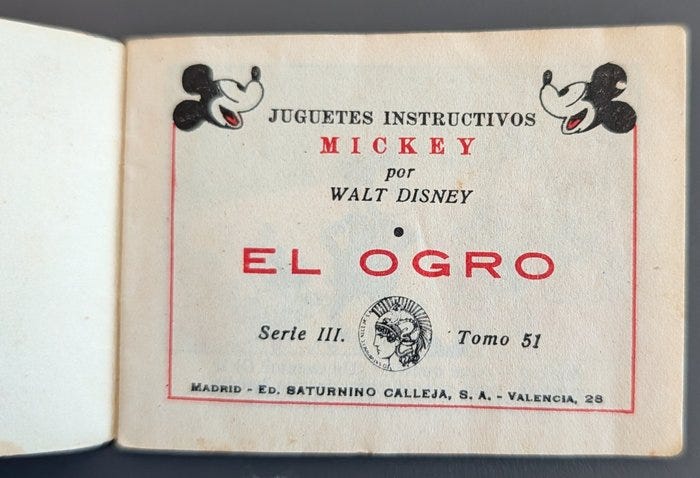 JUGUETES INSTRUCTIVOS
MICKEY
por
WALT DISNEY
EL OGRO
Serie III. Tomo 51
MADRID - ED. SATURNINO CALLEJA, S. A. - VALENCIA, 28